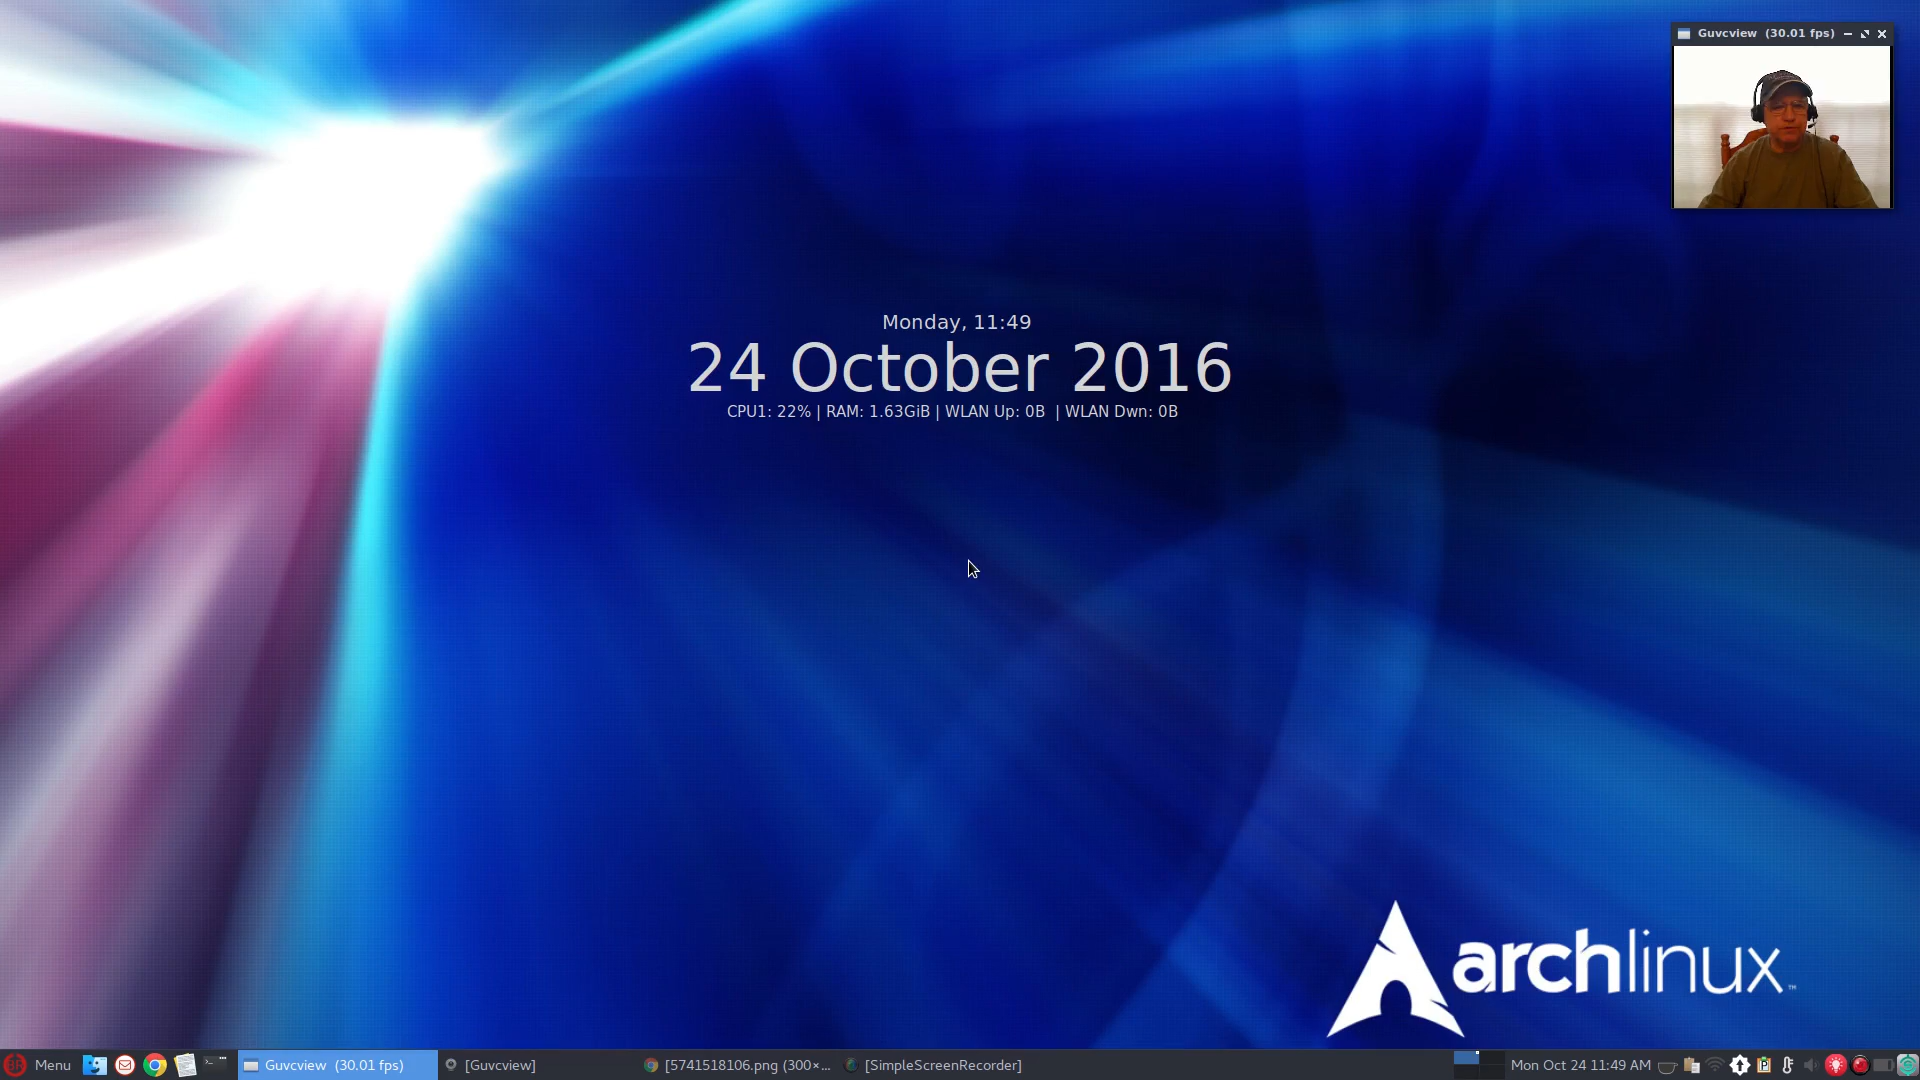 Guvcview (30.01 fps)
Monday, 11:49
24 October 2016
CPU1: 22% | RAM: 1.63GiB | WLAN Up: 0B | WLAN Dwn: 0B
archlinux™
Menu
Guvcview (30.01 fps)
[Guvcview]
[5741518106.png (300×...
[SimpleScreenRecorder]
Mon Oct 24 11:49 AM